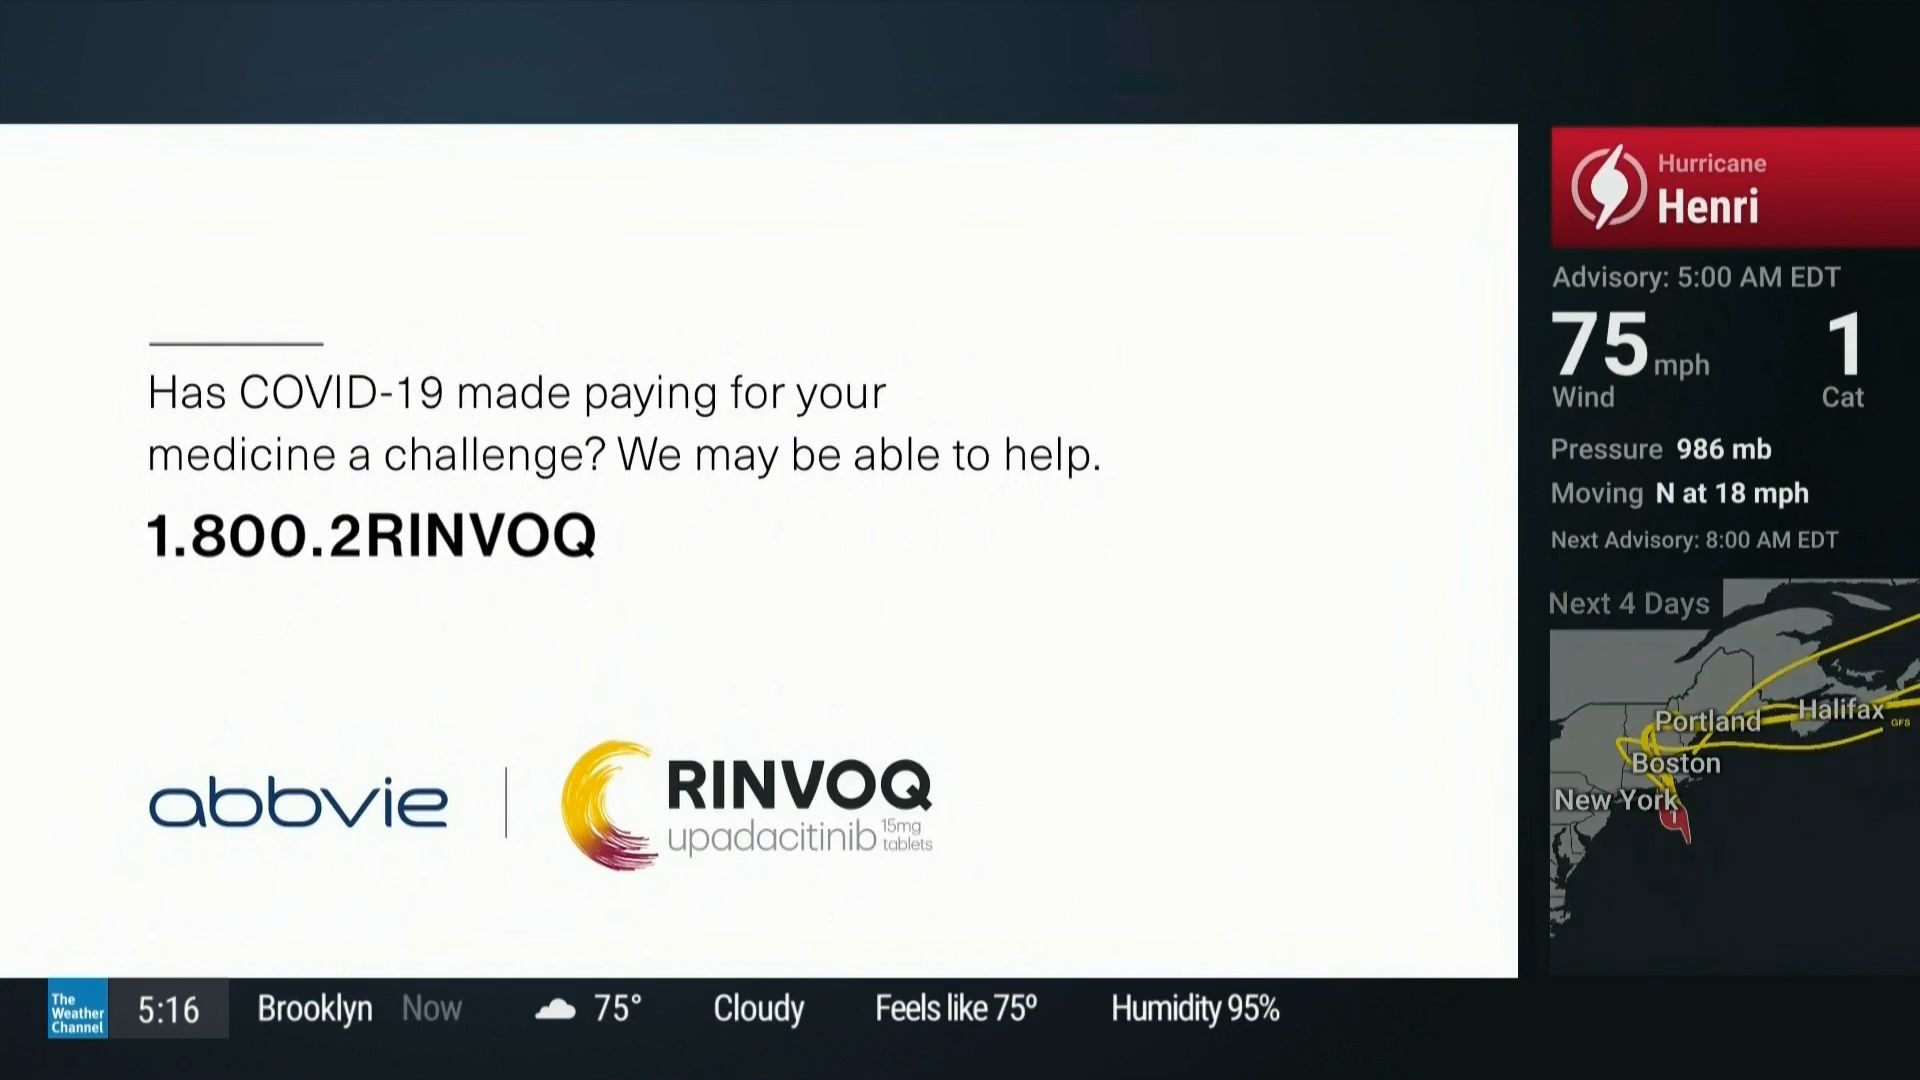 Has COVID-19 made paying for your
medicine a challenge? We may be able to help.
1.800.2RINVOQ
abbvie
RINVOQ
upadacitinib 15mg tablets
Hurricane
Henri
Advisory: 5:00 AM EDT
75 mph 1
Wind Cat
Pressure 986 mb
Moving N at 18 mph
Next Advisory: 8:00 AM EDT
Next 4 Days
Halifax
GFS
Portland
Boston
New York
1
The
Weather
Channel
5:16 Brooklyn Now 75° Cloudy Feels like 75° Humidity 95%